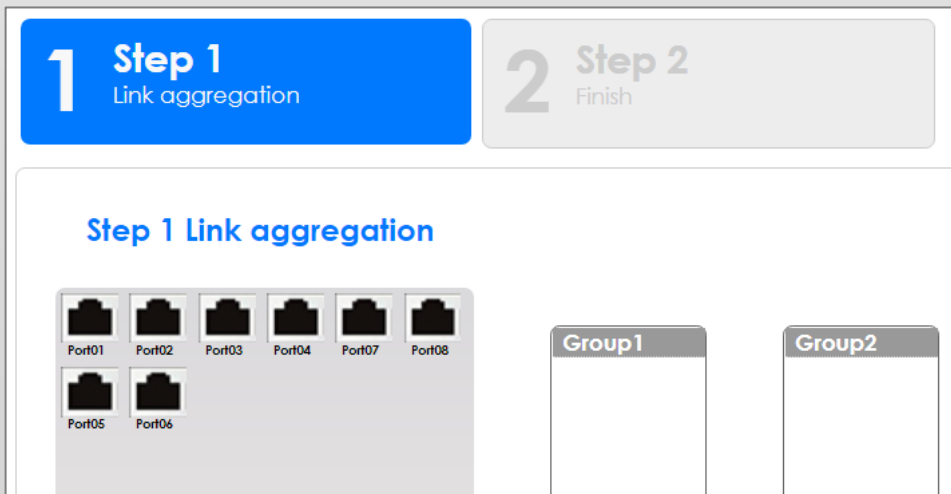 1 Step 1
Link aggregation
2 Step 2
Finish
Step 1 Link aggregation
Port01 Port02 Port03 Port04 Port07 Port08
Port05 Port06
Group1
Group2